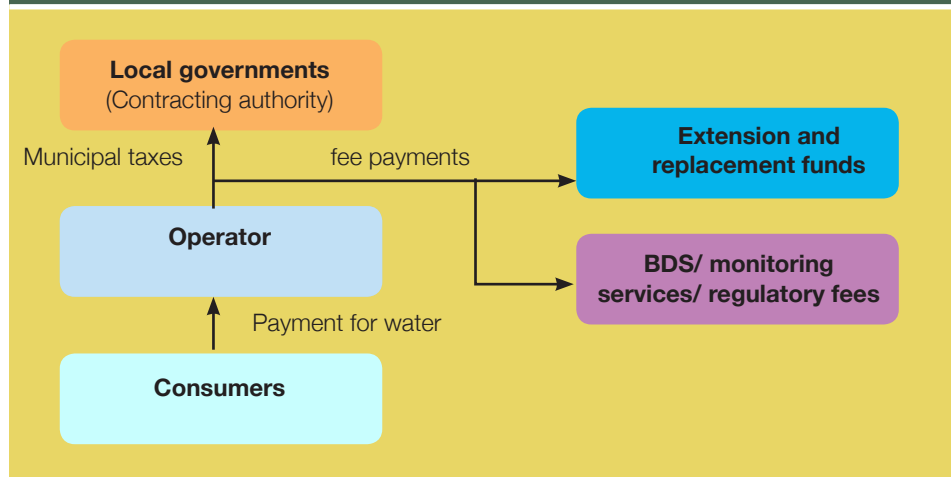 Local governments
(Contracting authority)
Municipal taxes
fee payments
Extension and
replacement funds
Operator
BDS/ monitoring
services/ regulatory fees
Payment for water
Consumers